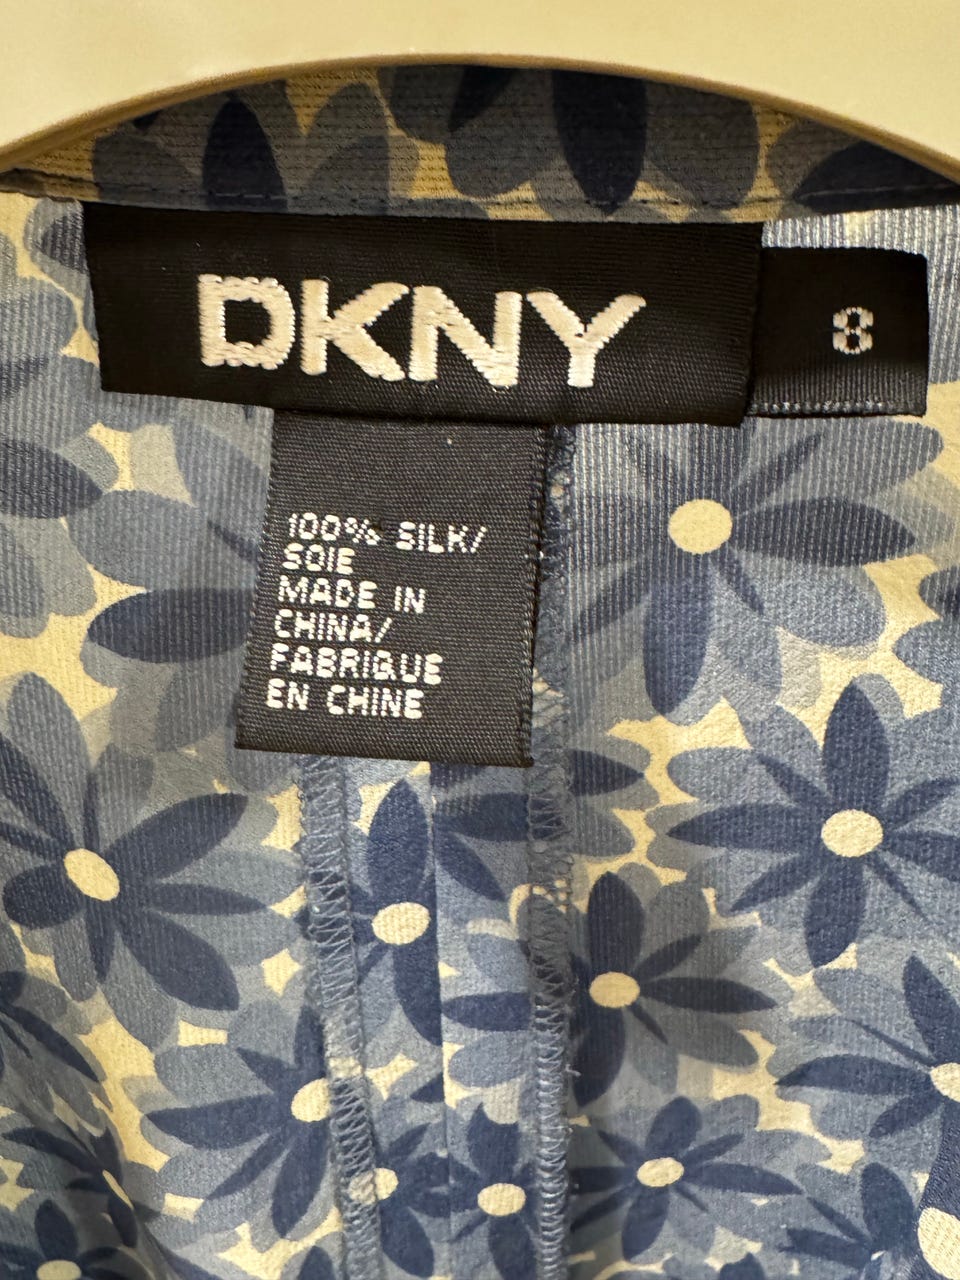 DKNY
8
100% SILK/
SOIE
MADE IN
CHINA/
FABRIQUE
EN CHINE